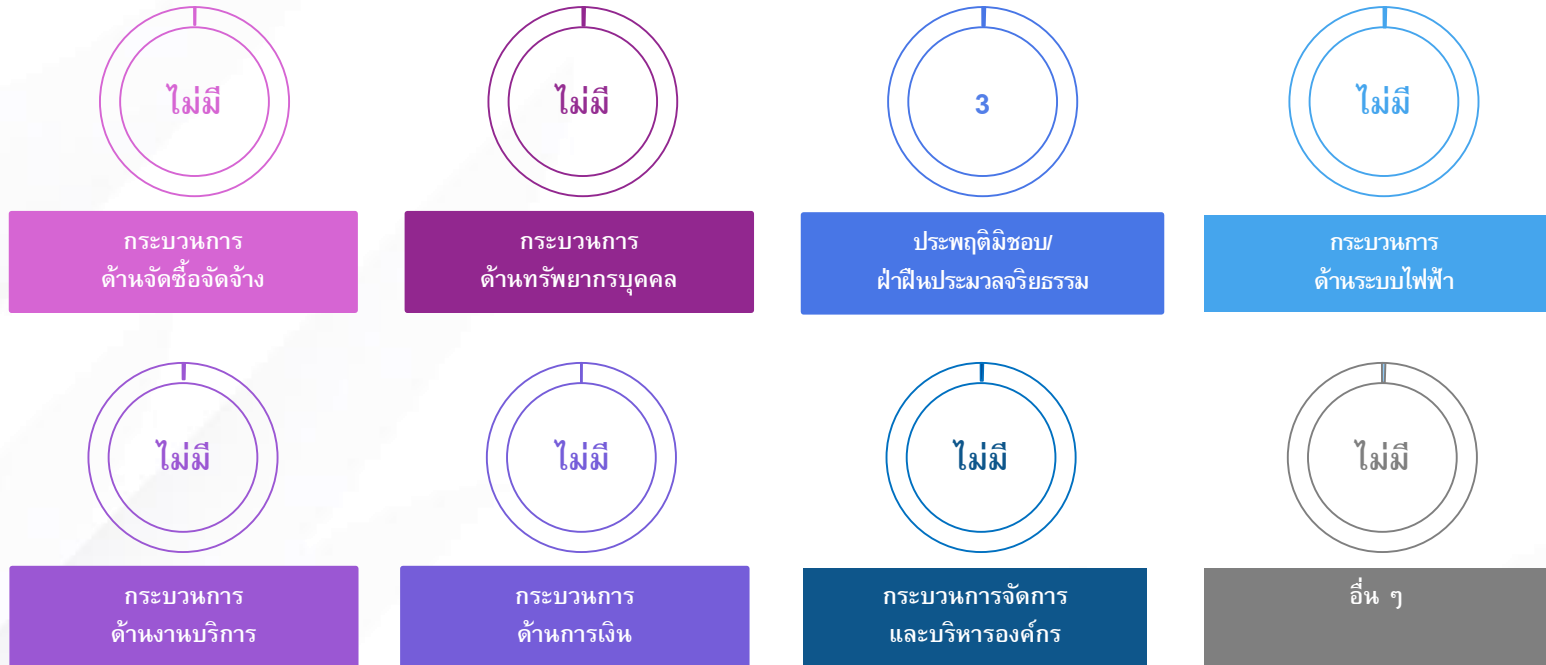 ไม่มี
ไม่มี
3
ไม่มี
กระบวนการ
ด้านจัดซื้อจัดจ้าง
กระบวนการ
ด้านทรัพยากรบุคคล
ประพฤติมิชอบ/
ฝ่าฝืนประมวลจริยธรรม
กระบวนการ
ด้านระบบไฟฟ้า
ไม่มี
ไม่มี
ไม่มี
ไม่มี
กระบวนการ
ด้านงานบริการ
กระบวนการ
ด้านการเงิน
กระบวนการจัดการ
และบริหารองค์กร
อื่น ๆ